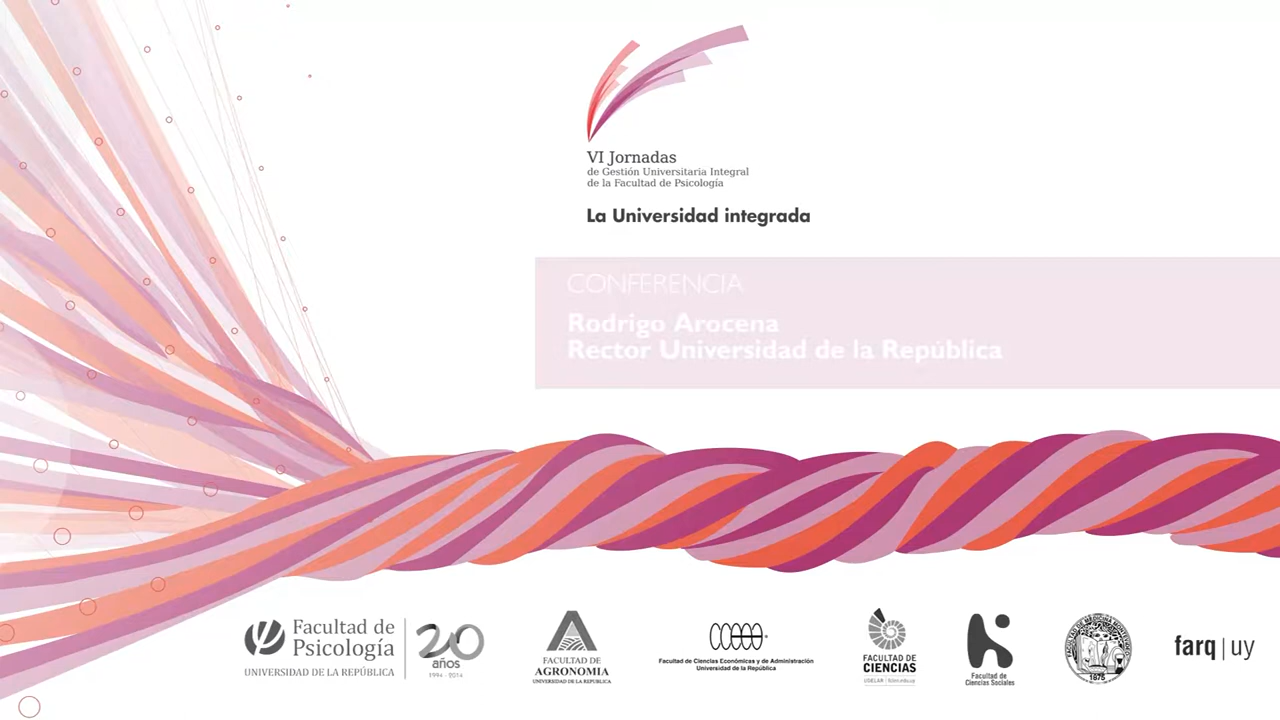 VI Jornadas
de Gestión Universitaria Integral
de la Facultad de Psicología
La Universidad integrada
CONFERENCIA
Rodrigo Arocena
Rector Universidad de la República
Facultad de
Psicología
UNIVERSIDAD DE LA REPÚBLICA
20
años
1994 - 2014
FACULTAD DE
AGRONOMIA
UNIVERSIDAD DE LA REPUBLICA
Facultad de Ciencias Económicas y de Administración
Universidad de la República
FACULTAD DE
CIENCIAS
Facultad de
Ciencias Sociales
1875
farq | uy